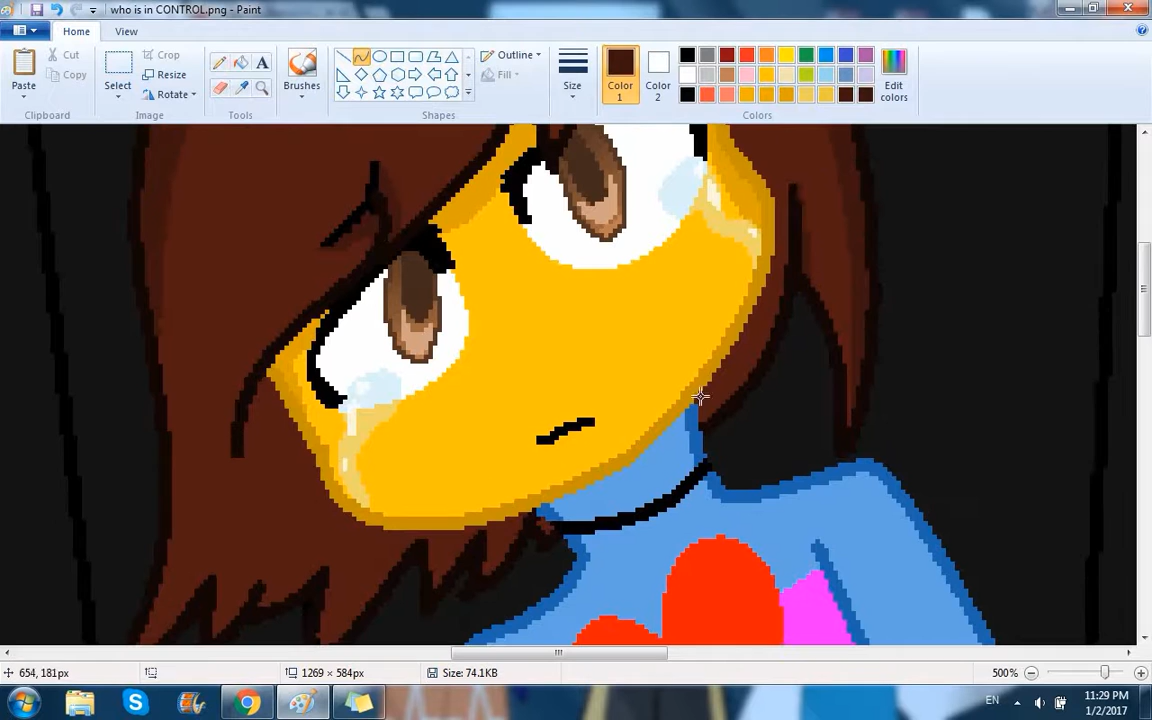 who is in CONTROL.png - Paint
Home View
Paste
Cut
Copy
Clipboard
Select
Crop
Resize
Rotate
Image
A
Tools
Brushes
Outline
Fill
Shapes
Size
Color 1
Color 2
Edit colors
Colors
654, 181px
1269 × 584px
Size: 74.1KB
500%
EN
11:29 PM
1/2/2017